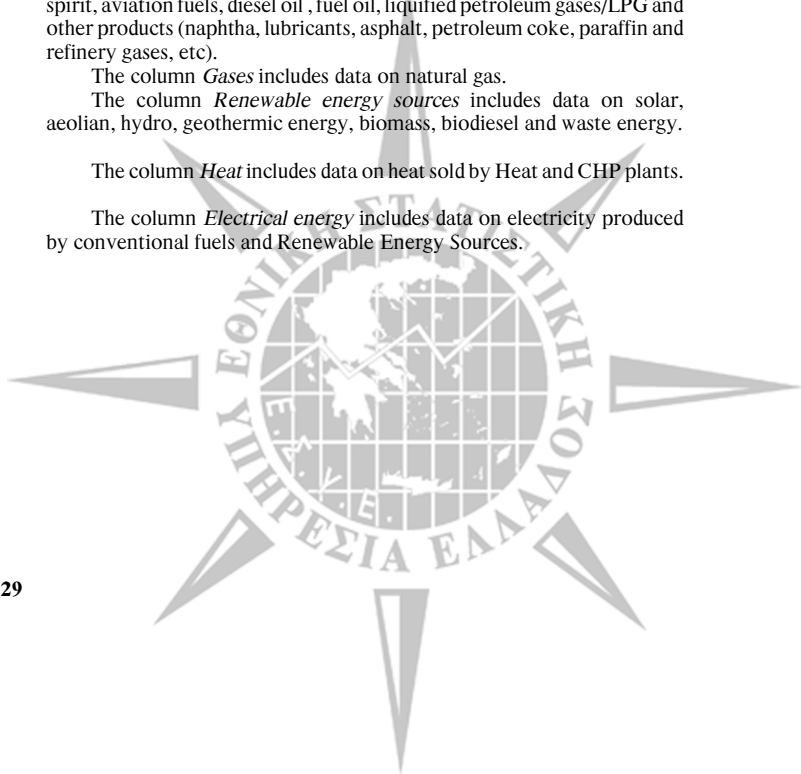 spirit, aviation fuels, diesel oil , fuel oil, liquified petroleum gases/LPG and
other products (naphtha, lubricants, asphalt, petroleum coke, paraffin and
refinery gases, etc).
The column Gases includes data on natural gas.
The column Renewable energy sources includes data on solar,
aeolian, hydro, geothermic energy, biomass, biodiesel and waste energy.
The column Heat includes data on heat sold by Heat and CHP plants.
The column Electrical energy includes data on electricity produced
by conventional fuels and Renewable Energy Sources.
ΕΘΝΙΚΗ ΣΤΑΤΙΣΤΙΚΗ
ΥΠΗΡΕΣΙΑ ΕΛΛΑΔΟΣ
Ε.Σ.Υ.Ε.
29